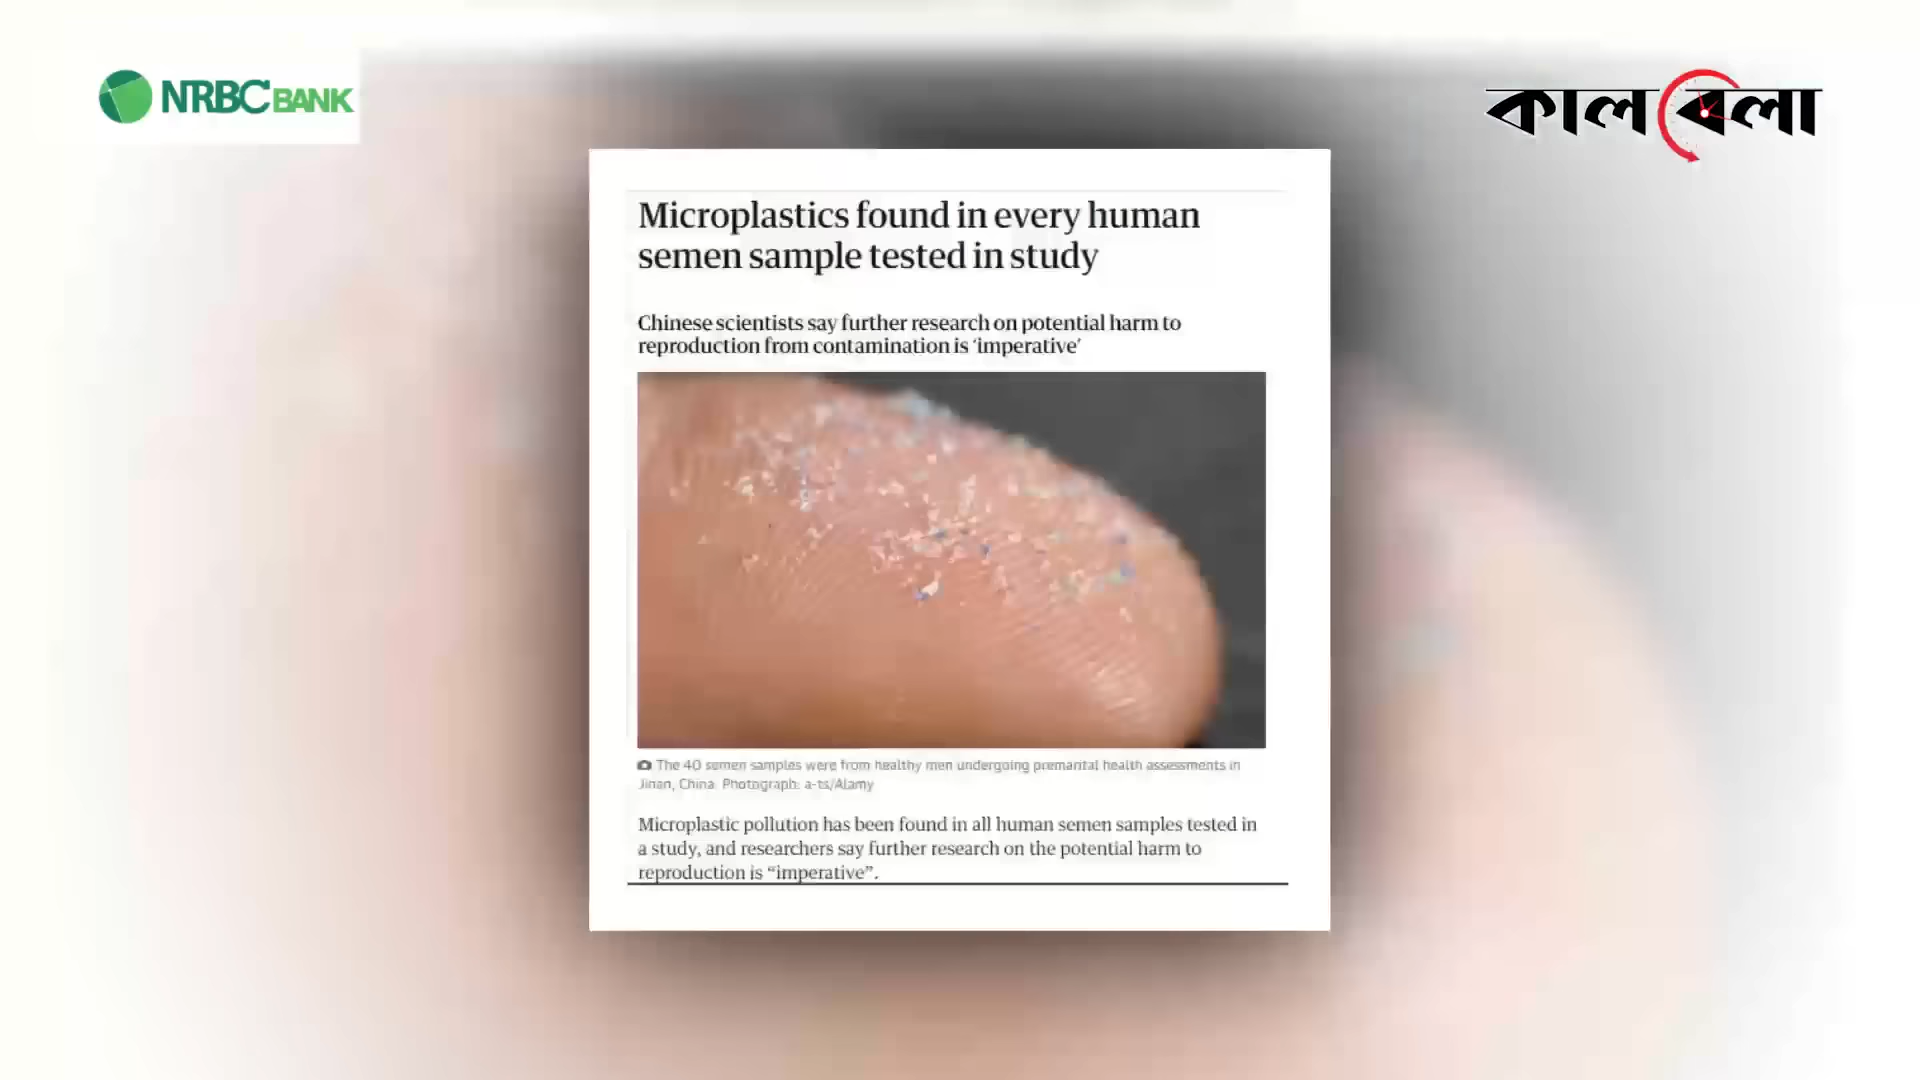 NRBC BANK
কালবেলা
Microplastics found in every human
semen sample tested in study
Chinese scientists say further research on potential harm to
reproduction from contamination is ‘imperative’
The 40 semen samples were from healthy men undergoing premarital health assessments in
Jinan, China. Photograph: a-ts/Alamy
Microplastic pollution has been found in all human semen samples tested in
a study, and researchers say further research on the potential harm to
reproduction is “imperative”.